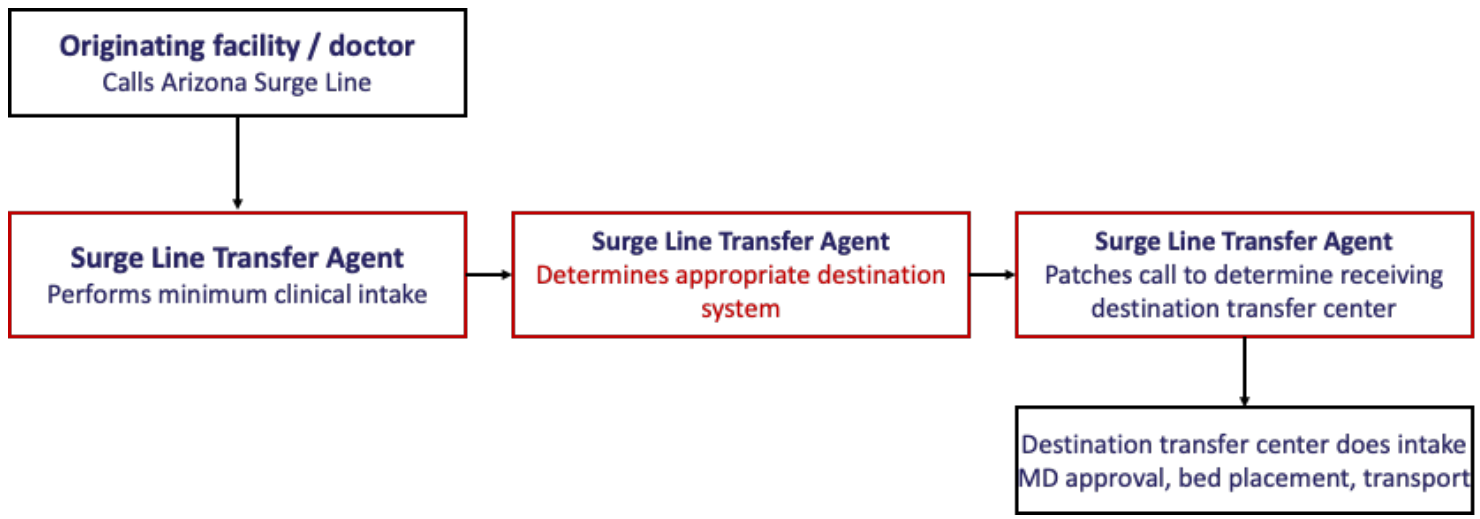 Originating facility / doctor
Calls Arizona Surge Line
Surge Line Transfer Agent
Performs minimum clinical intake
Surge Line Transfer Agent
Determines appropriate destination
system
Surge Line Transfer Agent
Patches call to determine receiving
destination transfer center
Destination transfer center does intake
MD approval, bed placement, transport